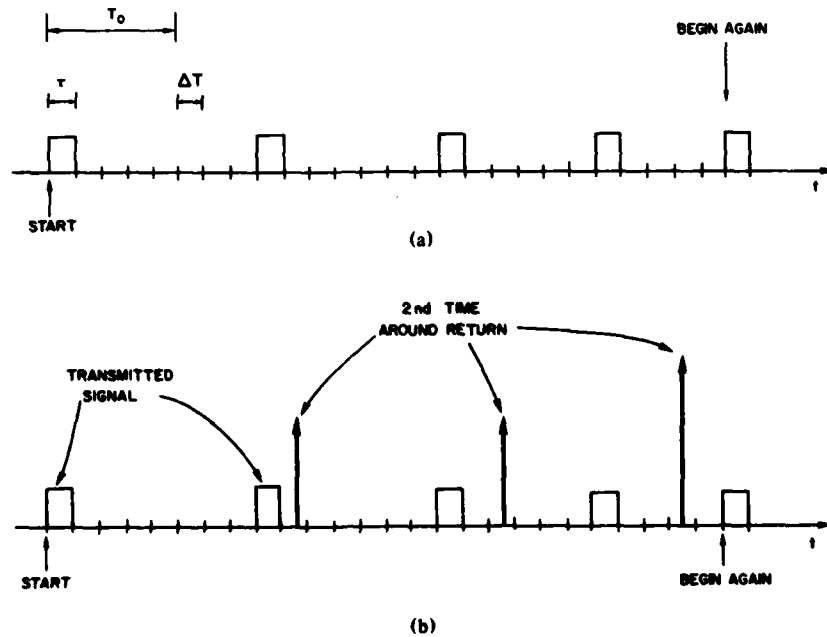 T₀
BEGIN AGAIN
τ
ΔT
t
START
(a)
2nd TIME
AROUND RETURN
TRANSMITTED
SIGNAL
t
START
BEGIN AGAIN
(b)